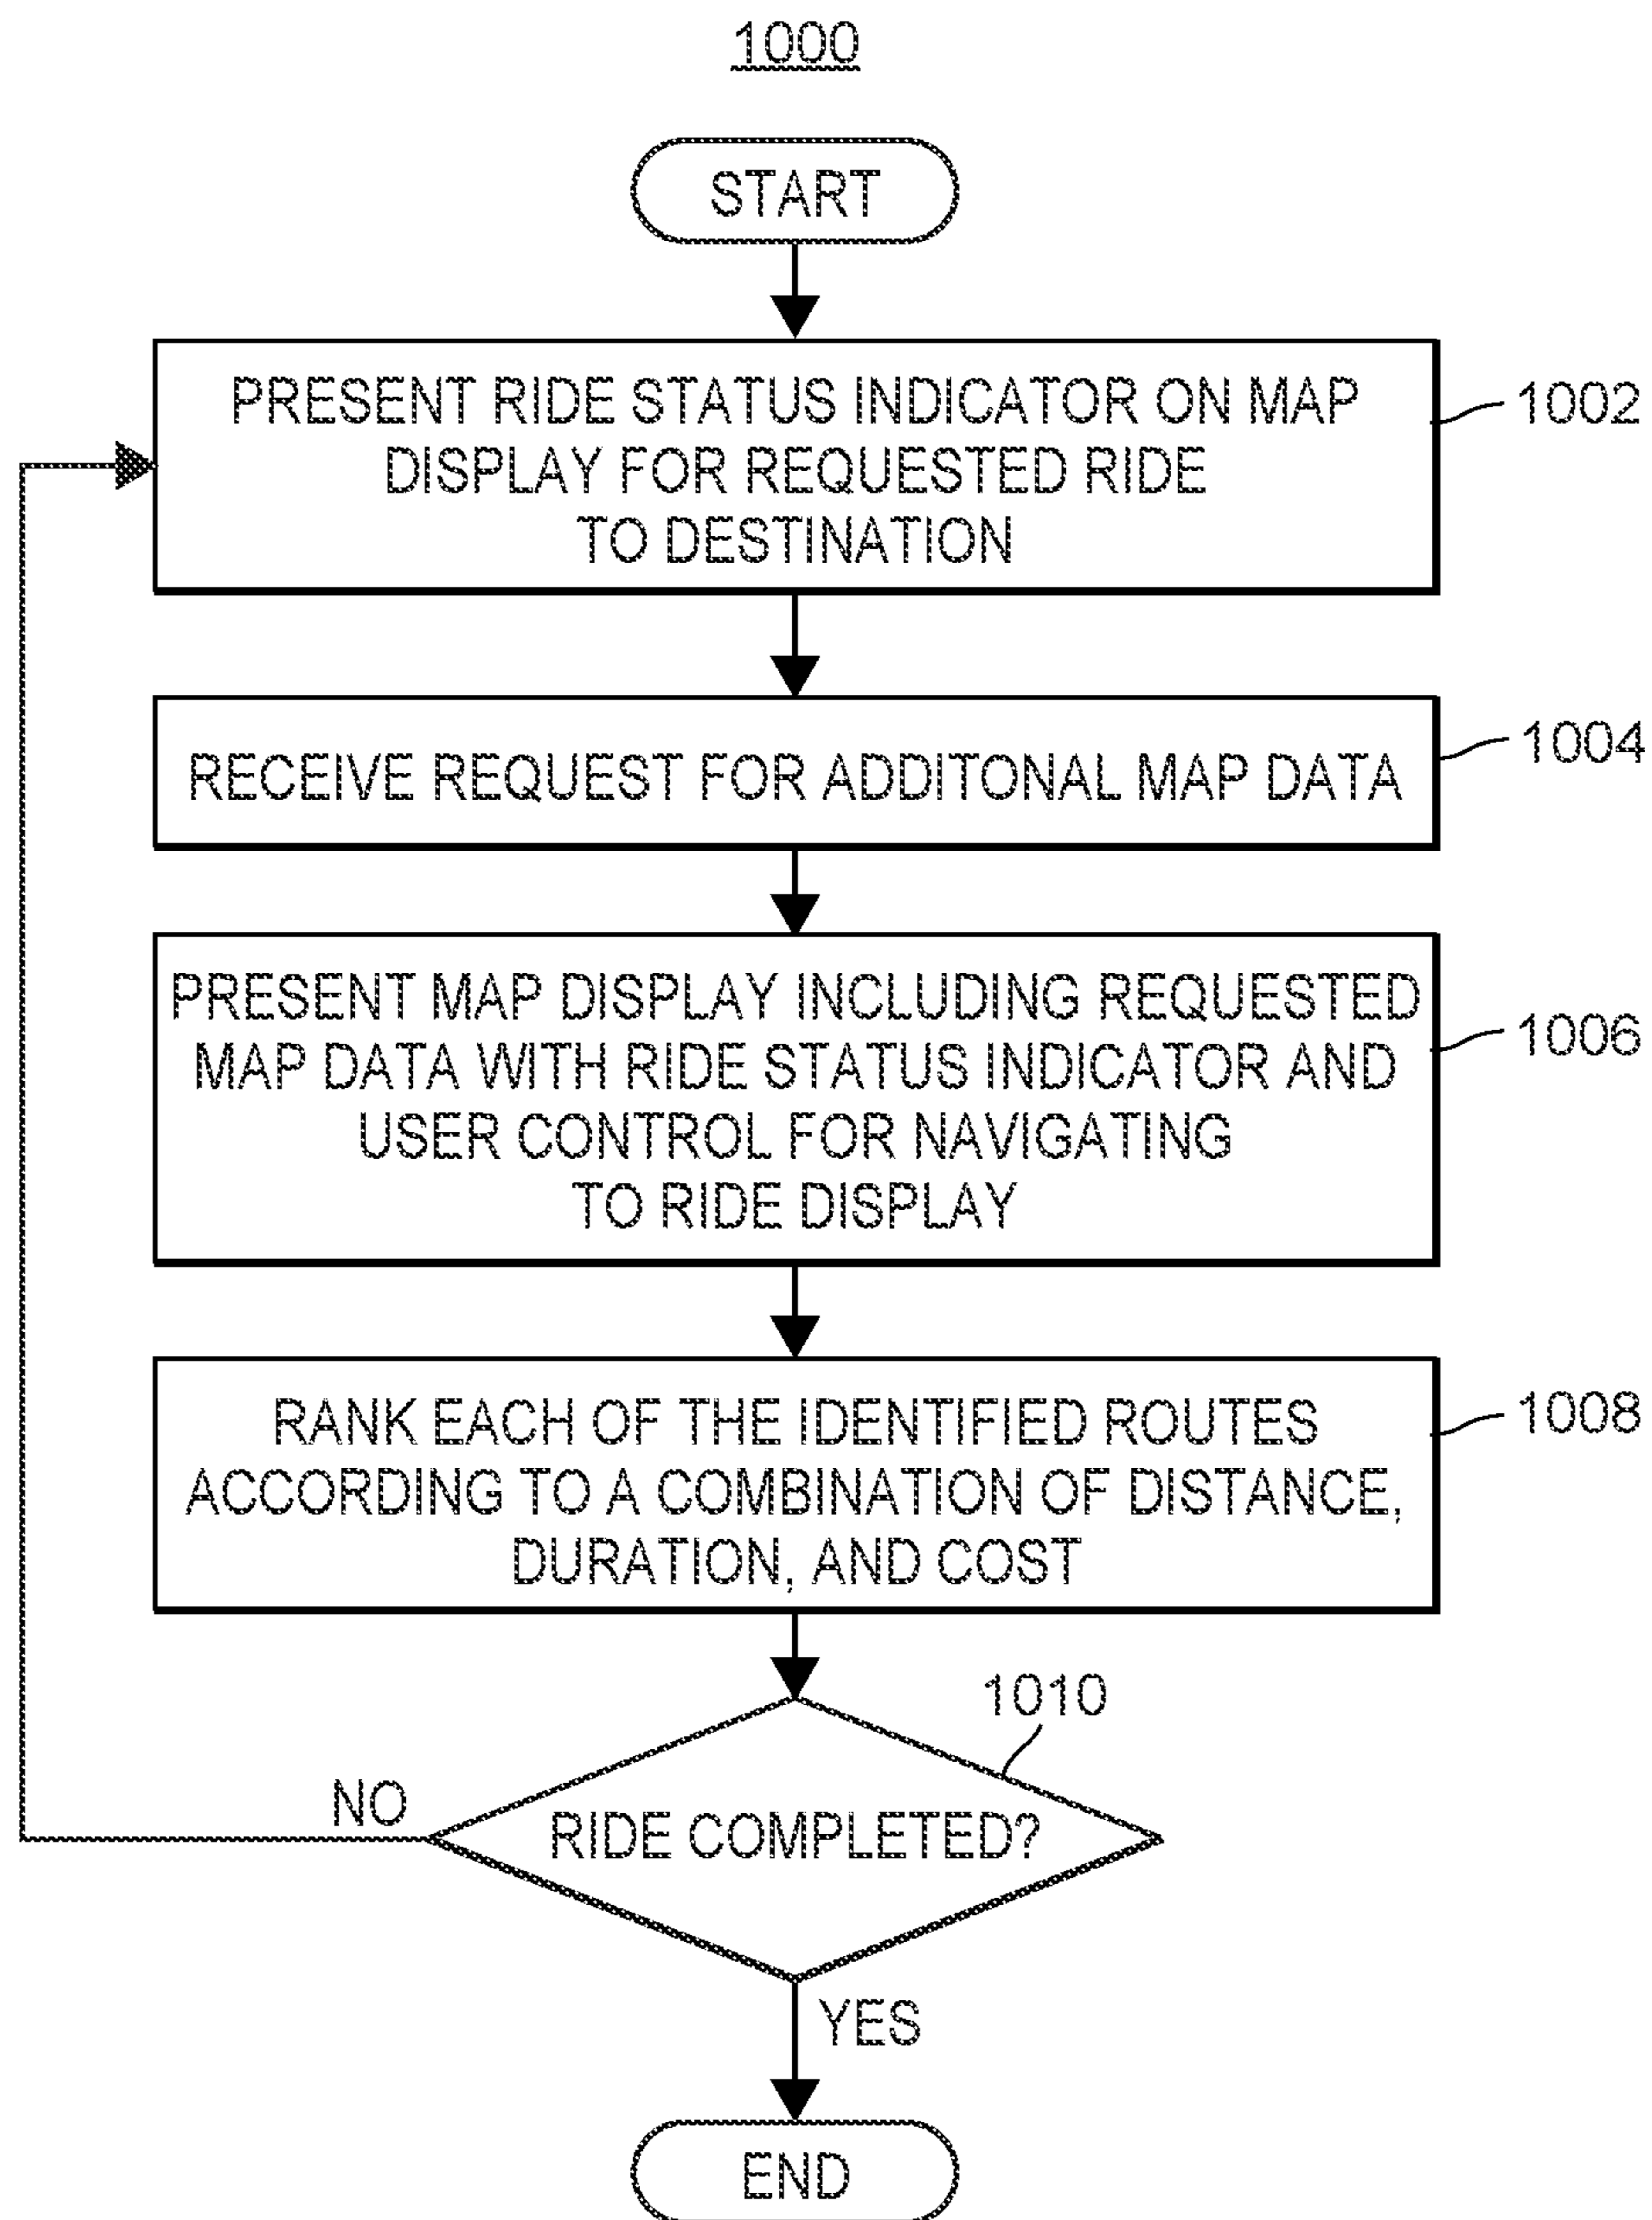 1000
START
PRESENT RIDE STATUS INDICATOR ON MAP
DISPLAY FOR REQUESTED RIDE
TO DESTINATION
1002
RECEIVE REQUEST FOR ADDITONAL MAP DATA
1004
PRESENT MAP DISPLAY INCLUDING REQUESTED
MAP DATA WITH RIDE STATUS INDICATOR AND
USER CONTROL FOR NAVIGATING
TO RIDE DISPLAY
1006
RANK EACH OF THE IDENTIFIED ROUTES
ACCORDING TO A COMBINATION OF DISTANCE,
DURATION, AND COST
1008
1010
NO
RIDE COMPLETED?
YES
END